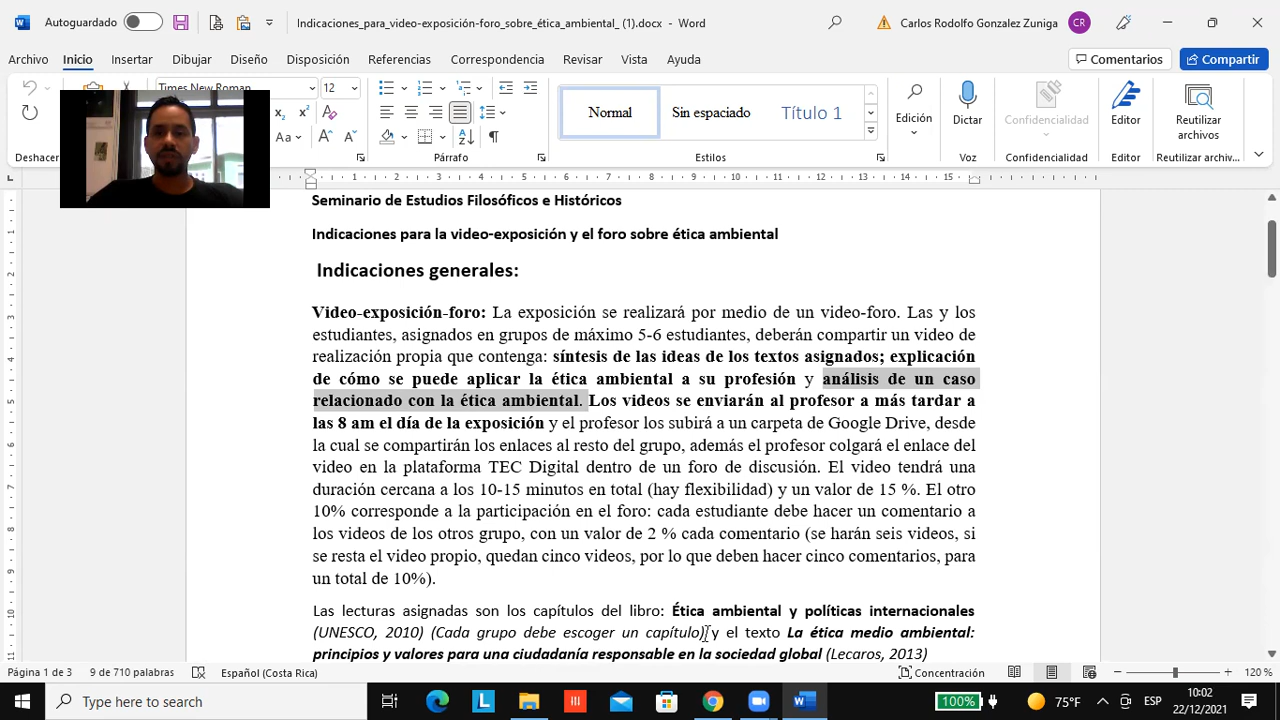 Autoguardado
Indicaciones_para_video-exposición-foro_sobre_ética_ambiental_ (1).docx - Word
Carlos Rodolfo Gonzalez Zuniga CR
Archivo Inicio Insertar Dibujar Diseño Disposición Referencias Correspondencia Revisar Vista Ayuda
Comentarios Compartir
Times New Roman 12
Normal Sin espaciado Título 1
Edición Dictar Confidencialidad Editor Reutilizar archivos
Deshacer Párrafo Estilos Voz Confidencialidad Editor Reutilizar archiv...
1 2 3 4 5 6 7 8 9 10 11 12 13 14 15
Seminario de Estudios Filosóficos e Históricos
Indicaciones para la video-exposición y el foro sobre ética ambiental
Indicaciones generales:
Video-exposición-foro: La exposición se realizará por medio de un video-foro. Las y los
estudiantes, asignados en grupos de máximo 5-6 estudiantes, deberán compartir un video de
realización propia que contenga: síntesis de las ideas de los textos asignados; explicación
de cómo se puede aplicar la ética ambiental a su profesión y análisis de un caso
relacionado con la ética ambiental. Los videos se enviarán al profesor a más tardar a
las 8 am el día de la exposición y el profesor los subirá a un carpeta de Google Drive, desde
la cual se compartirán los enlaces al resto del grupo, además el profesor colgará el enlace del
video en la plataforma TEC Digital dentro de un foro de discusión. El video tendrá una
duración cercana a los 10-15 minutos en total (hay flexibilidad) y un valor de 15 %. El otro
10% corresponde a la participación en el foro: cada estudiante debe hacer un comentario a
los videos de los otros grupo, con un valor de 2 % cada comentario (se harán seis videos, si
se resta el video propio, quedan cinco videos, por lo que deben hacer cinco comentarios, para
un total de 10%).
Las lecturas asignadas son los capítulos del libro: Ética ambiental y políticas internacionales
(UNESCO, 2010) (Cada grupo debe escoger un capítulo) y el texto La ética medio ambiental:
principios y valores para una ciudadanía responsable en la sociedad global (Lecaros, 2013)
Página 1 de 3 9 de 710 palabras Español (Costa Rica) Concentración 120 %
Type here to search 100% 75°F ESP 10:02
22/12/2021